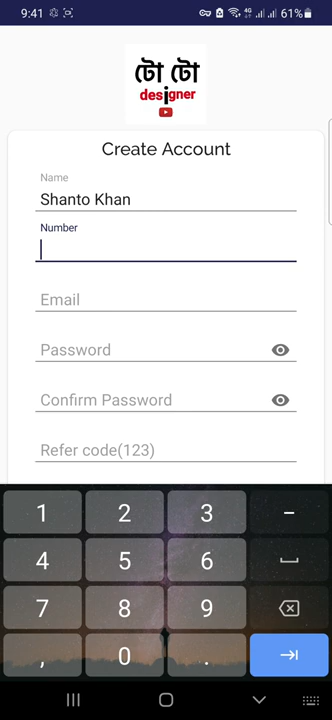 9:41 4G 61%
টো টো
designer
Create Account
Name
Shanto Khan
Number
Email
Password
Confirm Password
Refer code(123)
1 2 3 -
4 5 6
7 8 9
, 0 .